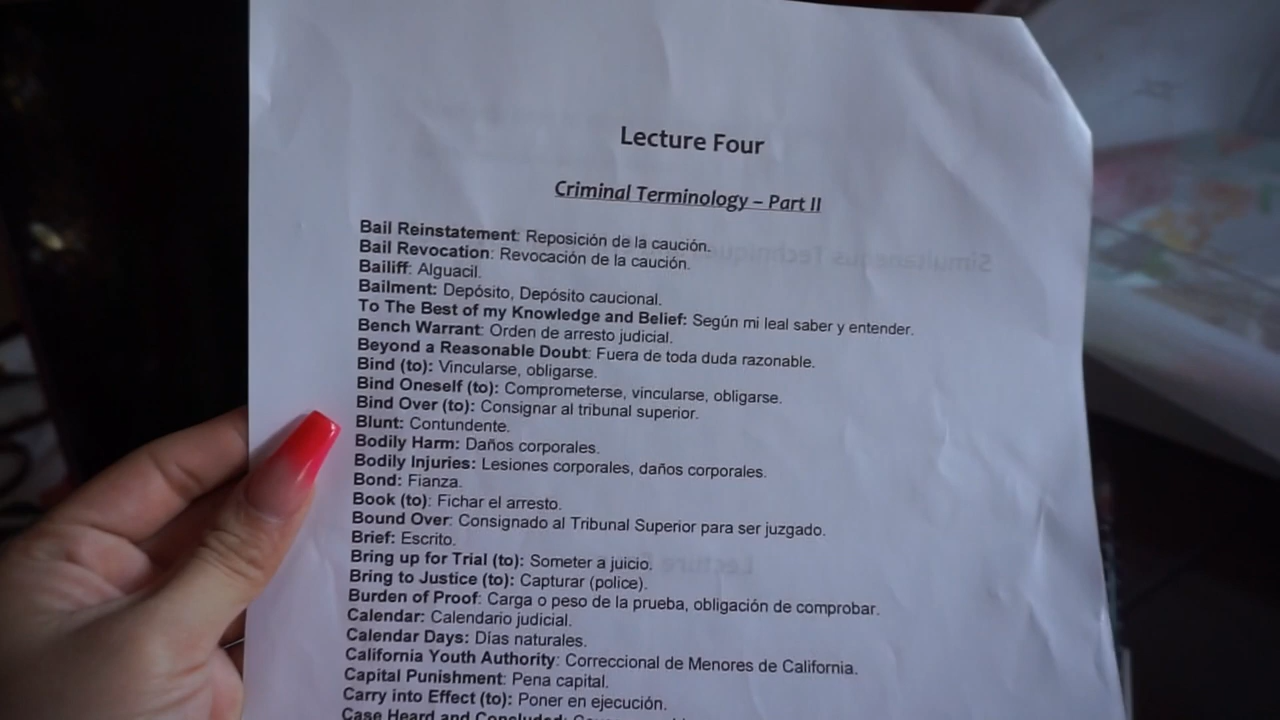 Lecture Four
Criminal Terminology – Part II
Bail Reinstatement: Reposición de la caución.
Bail Revocation: Revocación de la caución.
Bailiff: Alguacil.
Bailment: Depósito, Depósito caucional.
To The Best of my Knowledge and Belief: Según mi leal saber y entender.
Bench Warrant: Orden de arresto judicial.
Beyond a Reasonable Doubt: Fuera de toda duda razonable.
Bind (to): Vincularse, obligarse.
Bind Oneself (to): Comprometerse, vincularse, obligarse.
Bind Over (to): Consignar al tribunal superior.
Blunt: Contundente.
Bodily Harm: Daños corporales.
Bodily Injuries: Lesiones corporales, daños corporales.
Bond: Fianza.
Book (to): Fichar el arresto.
Bound Over: Consignado al Tribunal Superior para ser juzgado.
Brief: Escrito.
Bring up for Trial (to): Someter a juicio.
Bring to Justice (to): Capturar (police).
Burden of Proof: Carga o peso de la prueba, obligación de comprobar.
Calendar: Calendario judicial.
Calendar Days: Días naturales.
California Youth Authority: Correccional de Menores de California.
Capital Punishment: Pena capital.
Carry into Effect (to): Poner en ejecución.
Case Heard and Concluded: